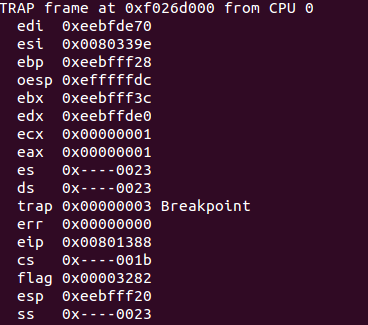 TRAP frame at 0xf026d000 from CPU 0
  edi  0xeebfde70
  esi  0x0080339e
  ebp  0xeebfff28
  oesp 0xefffffdc
  ebx  0xeebfff3c
  edx  0xeebffde0
  ecx  0x00000001
  eax  0x00000001
  es   0x----0023
  ds   0x----0023
  trap 0x00000003 Breakpoint
  err  0x00000000
  eip  0x00801388
  cs   0x----001b
  flag 0x00003282
  esp  0xeebfff20
  ss   0x----0023